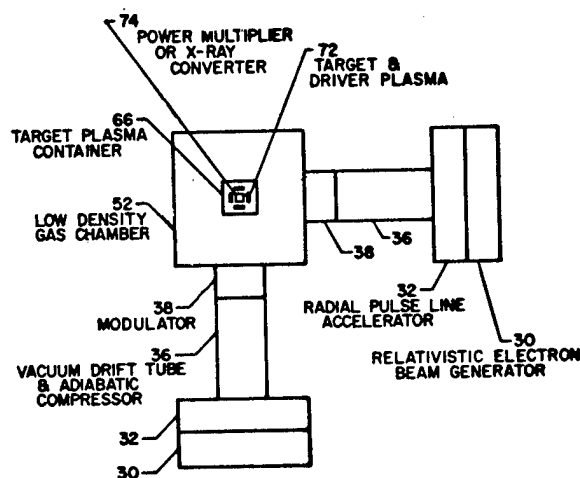 74
POWER MULTIPLIER
OR X-RAY
CONVERTER
72
TARGET &
DRIVER PLASMA
66
TARGET PLASMA
CONTAINER
52
LOW DENSITY
GAS CHAMBER
38
36
38
MODULATOR
32
RADIAL PULSE LINE
ACCELERATOR
30
RELATIVISTIC ELECTRON
BEAM GENERATOR
36
VACUUM DRIFT TUBE
& ADIABATIC
COMPRESSOR
32
30